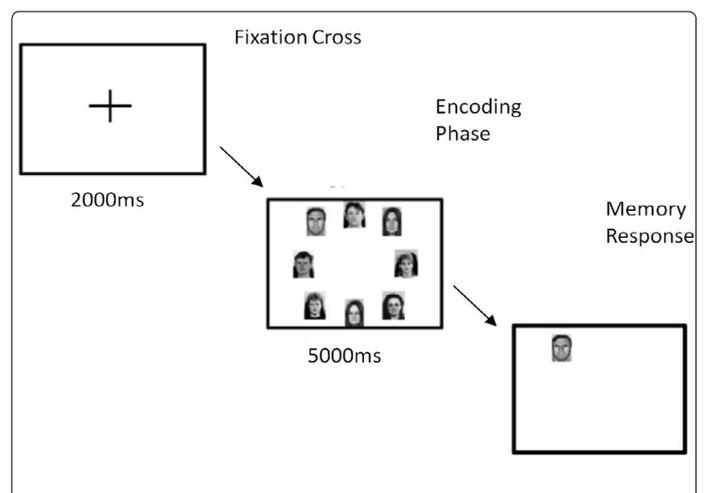 Fixation Cross
2000ms
Encoding
Phase
5000ms
Memory
Response